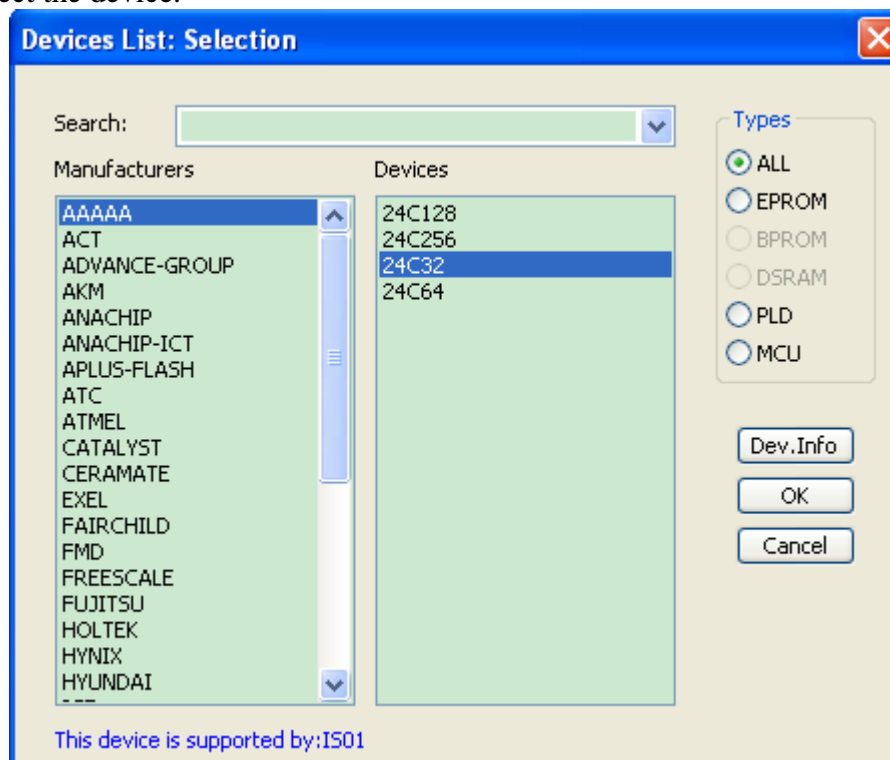 the device.
Devices List: Selection
Search:
Manufacturers
AAAAA
ACT
ADVANCE-GROUP
AKM
ANACHIP
ANACHIP-ICT
APLUS-FLASH
ATC
ATMEL
CATALYST
CERAMATE
EXEL
FAIRCHILD
FMD
FREESCALE
FUJITSU
HOLTEK
HYNIX
HYUNDAI
Devices
24C128
24C256
24C32
24C64
Types
ALL
EPROM
BPROM
DSRAM
PLD
MCU
Dev.Info
OK
Cancel
This device is supported by:IS01